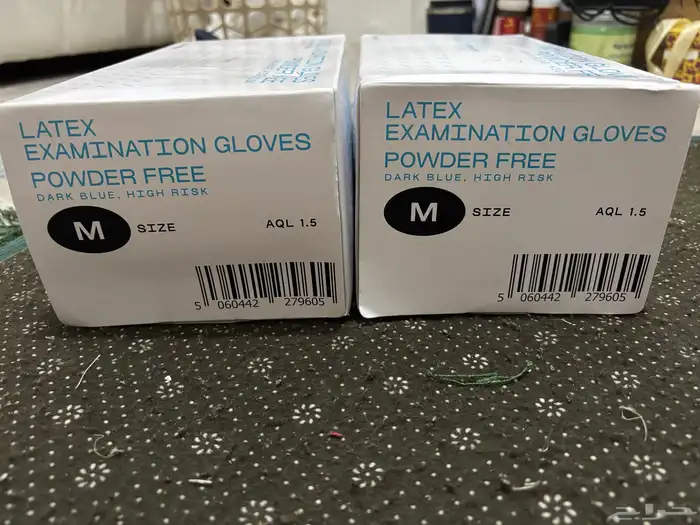 LATEX
EXAMINATION GLOVES
POWDER FREE
DARK BLUE, HIGH RISK
M SIZE
AQL 1.5
5 060442 279605
LATEX
EXAMINATION GLOVES
POWDER FREE
DARK BLUE, HIGH RISK
M SIZE
AQL 1.5
5 060442 279605
حراج